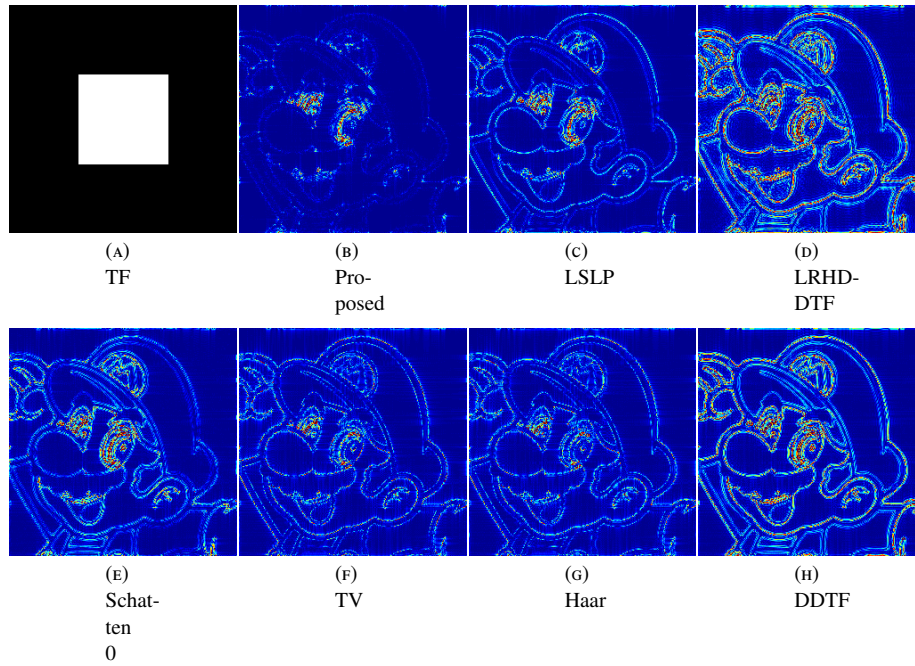 (A)
TF
(B)
Pro-
posed
(C)
LSLP
(D)
LRHD-
DTF
(E)
Schat-
ten
0
(F)
TV
(G)
Haar
(H)
DDTF